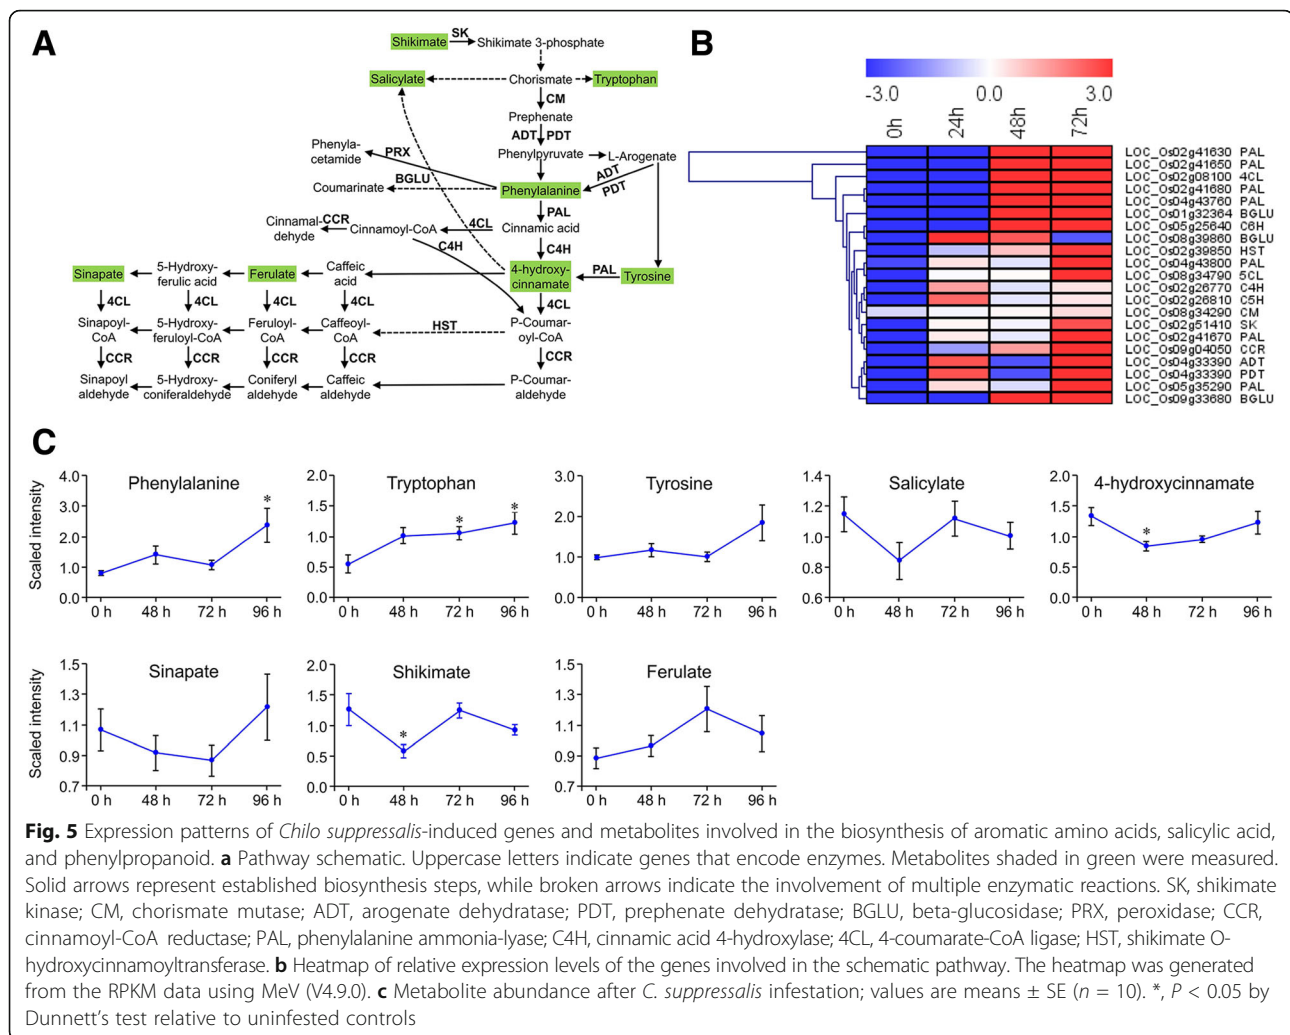 A
Shikimate SK Shikimate 3-phosphate
Salicylate Chorismate Tryptophan
CM
Prephenate
ADT PDT
Phenyla-
cetamide
PRX
Phenylpyruvate L-Arogenate
ADT
PDT
Coumarinate BGLU Phenylalanine
PAL
Cinnamal-
dehyde
CCR Cinnamoyl-CoA 4CL Cinnamic acid
C4H C4H
Sinapate 5-Hydroxy-
ferulic acid
Ferulate Caffeic
acid
4-hydroxy-
cinnamate
PAL Tyrosine
4CL 4CL 4CL 4CL 4CL
Sinapoyl-
CoA
5-Hydroxy-
feruloyl-CoA
Feruloyl-
CoA
Caffeoyl-
CoA
HST P-Coumar-
oyl-CoA
CCR CCR CCR CCR CCR
Sinapoyl
aldehyde
5-Hydroxy-
coniferaldehyde
Coniferyl
aldehyde
Caffeic
aldehyde
P-Coumar-
aldehyde
B
-3.0 0.0 3.0
0h 24h 48h 72h
LOC_Os02g41630 PAL
LOC_Os02g41650 PAL
LOC_Os02g08100 4CL
LOC_Os02g41680 PAL
LOC_Os04g43760 PAL
LOC_Os01g32364 BGLU
LOC_Os05g25640 C6H
LOC_Os08g39860 BGLU
LOC_Os02g39850 HST
LOC_Os04g43800 PAL
LOC_Os08g34790 5CL
LOC_Os02g26770 C4H
LOC_Os02g26810 C5H
LOC_Os08g34290 CM
LOC_Os02g51410 SK
LOC_Os02g41670 PAL
LOC_Os09g04050 CCR
LOC_Os04g33390 ADT
LOC_Os04g33390 PDT
LOC_Os05g35290 PAL
LOC_Os09g33680 BGLU
C
Scaled intensity
Phenylalanine
4.0
3.0
2.0
1.0
0.0
*
0 h 48 h 72 h 96 h
Tryptophan
2.0
1.5
1.0
0.5
0.0
* *
0 h 48 h 72 h 96 h
Tyrosine
3.0
2.0
1.0
0.0
0 h 48 h 72 h 96 h
Salicylate
1.4
1.2
1.0
0.8
0.6
0 h 48 h 72 h 96 h
4-hydroxycinnamate
2.0
1.5
1.0
0.5
0.0
*
0 h 48 h 72 h 96 h
Scaled intensity
Sinapate
1.5
1.3
1.1
0.9
0.7
0 h 48 h 72 h 96 h
Shikimate
2.0
1.5
1.0
0.5
0.0
*
0 h 48 h 72 h 96 h
Ferulate
1.5
1.3
1.1
0.9
0.7
0 h 48 h 72 h 96 h
Fig. 5 Expression patterns of Chilo suppressalis-induced genes and metabolites involved in the biosynthesis of aromatic amino acids, salicylic acid,
and phenylpropanoid. a Pathway schematic. Uppercase letters indicate genes that encode enzymes. Metabolites shaded in green were measured.
Solid arrows represent established biosynthesis steps, while broken arrows indicate the involvement of multiple enzymatic reactions. SK, shikimate
kinase; CM, chorismate mutase; ADT, arogenate dehydratase; PDT, prephenate dehydratase; BGLU, beta-glucosidase; PRX, peroxidase; CCR,
cinnamoyl-CoA reductase; PAL, phenylalanine ammonia-lyase; C4H, cinnamic acid 4-hydroxylase; 4CL, 4-coumarate-CoA ligase; HST, shikimate O-
hydroxycinnamoyltransferase. b Heatmap of relative expression levels of the genes involved in the schematic pathway. The heatmap was generated
from the RPKM data using MeV (V4.9.0). c Metabolite abundance after C. suppressalis infestation; values are means ± SE (n = 10). *, P < 0.05 by
Dunnett's test relative to uninfested controls